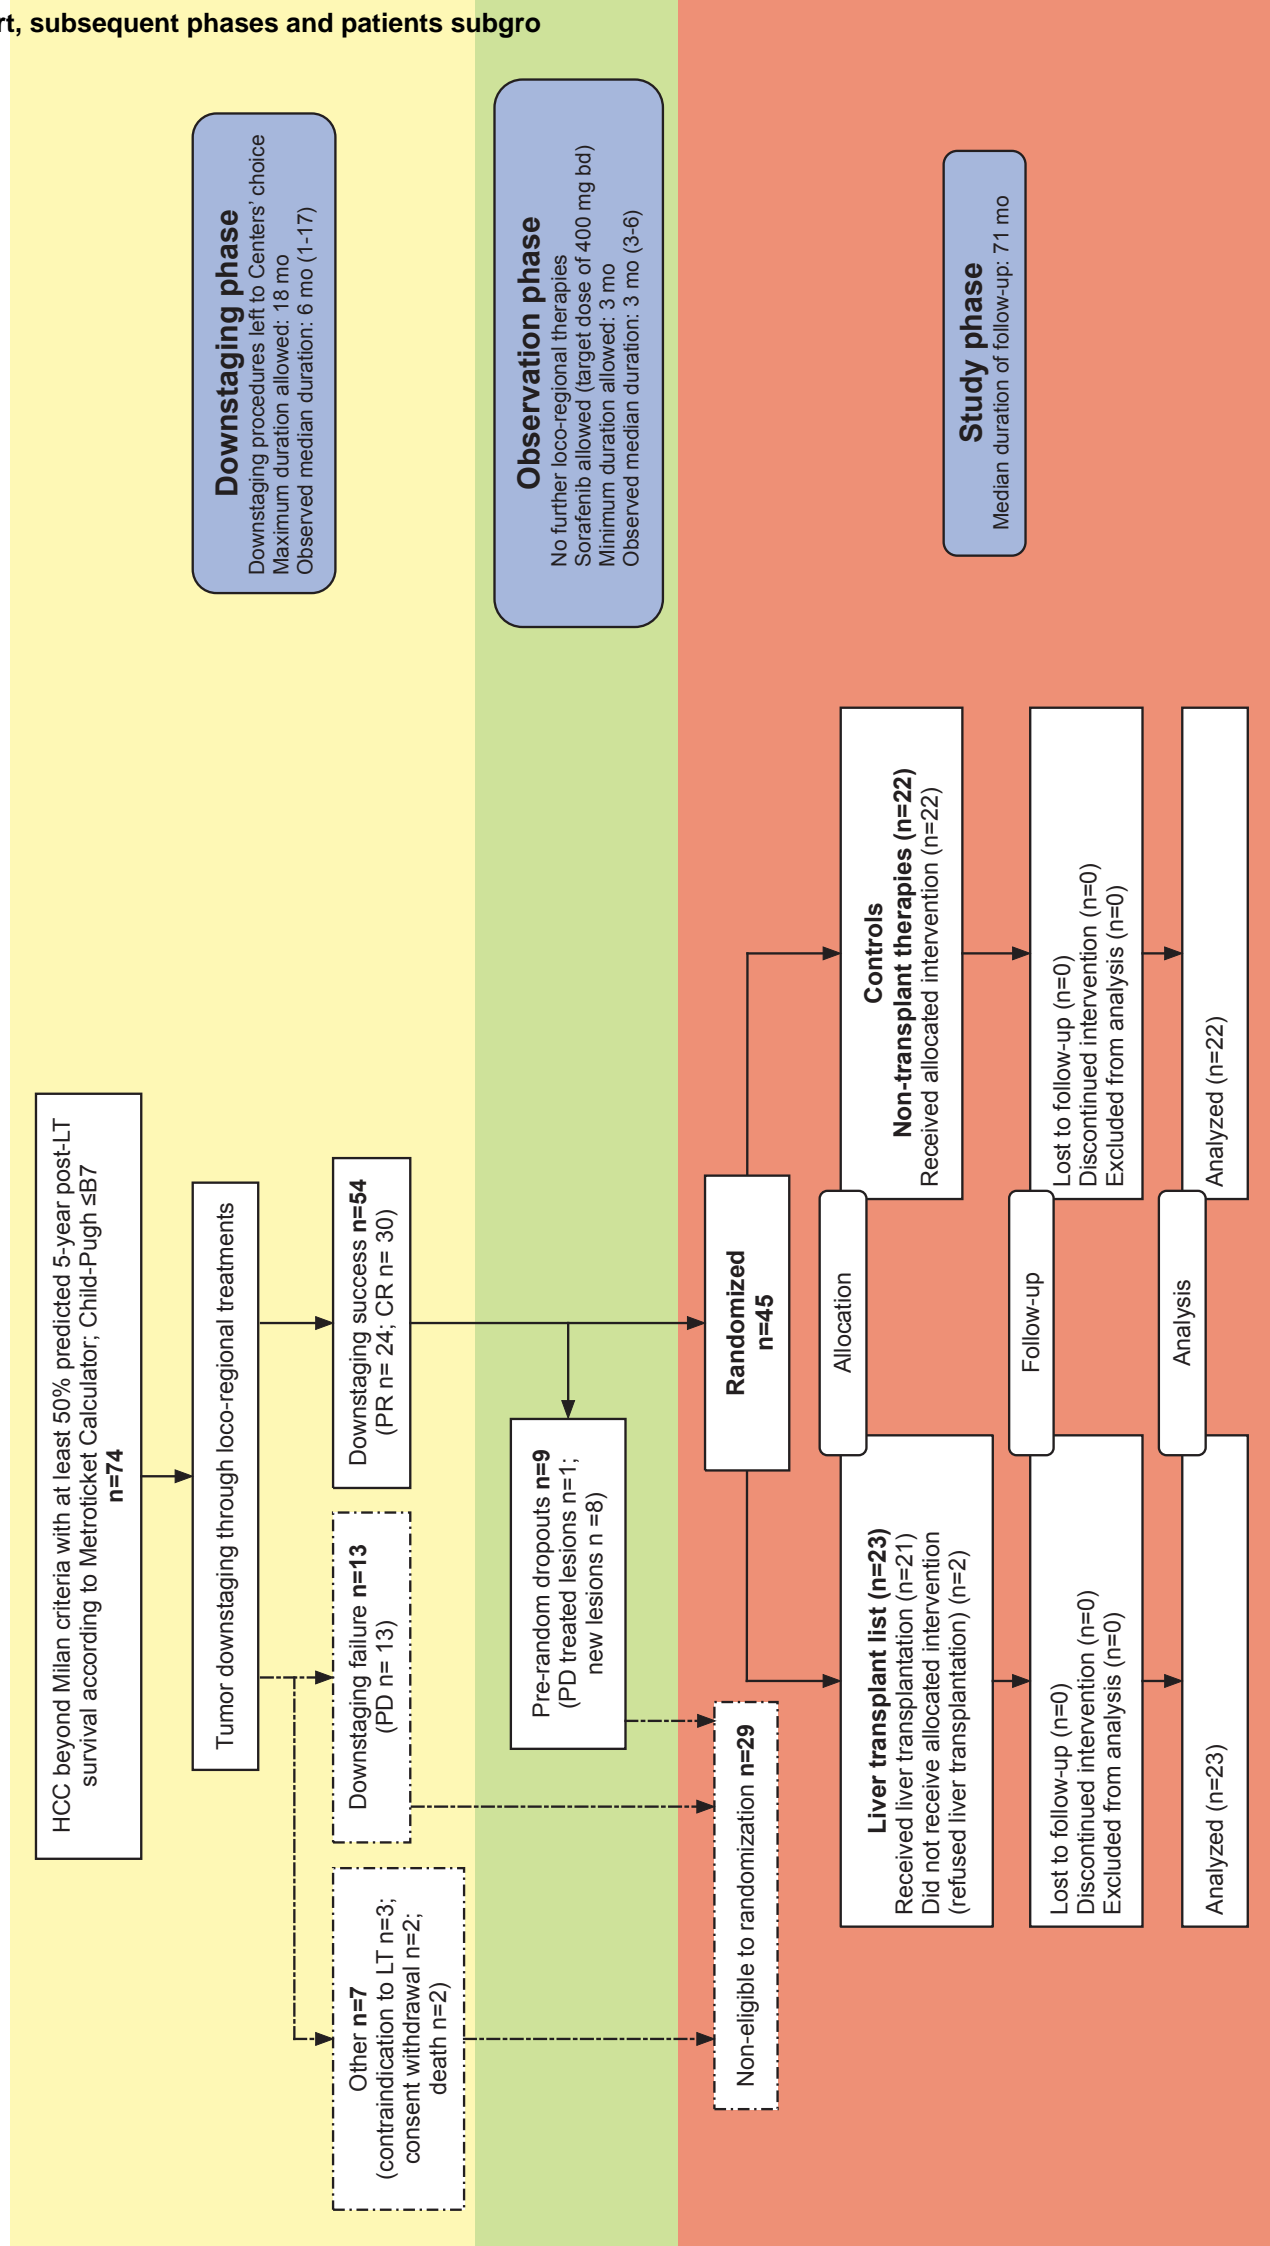 rt, subsequent phases and patients subgro
HCC beyond Milan criteria with at least 50% predicted 5-year post-LT
survival according to Metroticket Calculator; Child-Pugh ≤B7
n=74
Tumor downstaging through loco-regional treatments
Other n=7
(contraindication to LT n=3;
consent withdrawal n=2;
death n=2)
Downstaging failure n=13
(PD n= 13)
Downstaging success n=54
(PR n= 24; CR n= 30)
Downstaging phase
Downstaging procedures left to Centers’ choice
Maximum duration allowed: 18 mo
Observed median duration: 6 mo (1-17)
Pre-random dropouts n=9
(PD treated lesions n=1;
new lesions n =8)
Observation phase
No further loco-regional therapies
Sorafenib allowed (target dose of 400 mg bd)
Minimum duration allowed: 3 mo
Observed median duration: 3 mo (3-6)
Non-eligible to randomization n=29
Randomized
n=45
Allocation
Liver transplant list (n=23)
Received liver transplantation (n=21)
Did not receive allocated intervention
(refused liver transplantation) (n=2)
Controls
Non-transplant therapies (n=22)
Received allocated intervention (n=22)
Study phase
Median duration of follow-up: 71 mo
Follow-up
Lost to follow-up (n=0)
Discontinued intervention (n=0)
Excluded from analysis (n=0)
Lost to follow-up (n=0)
Discontinued intervention (n=0)
Excluded from analysis (n=0)
Analysis
Analyzed (n=23)
Analyzed (n=22)